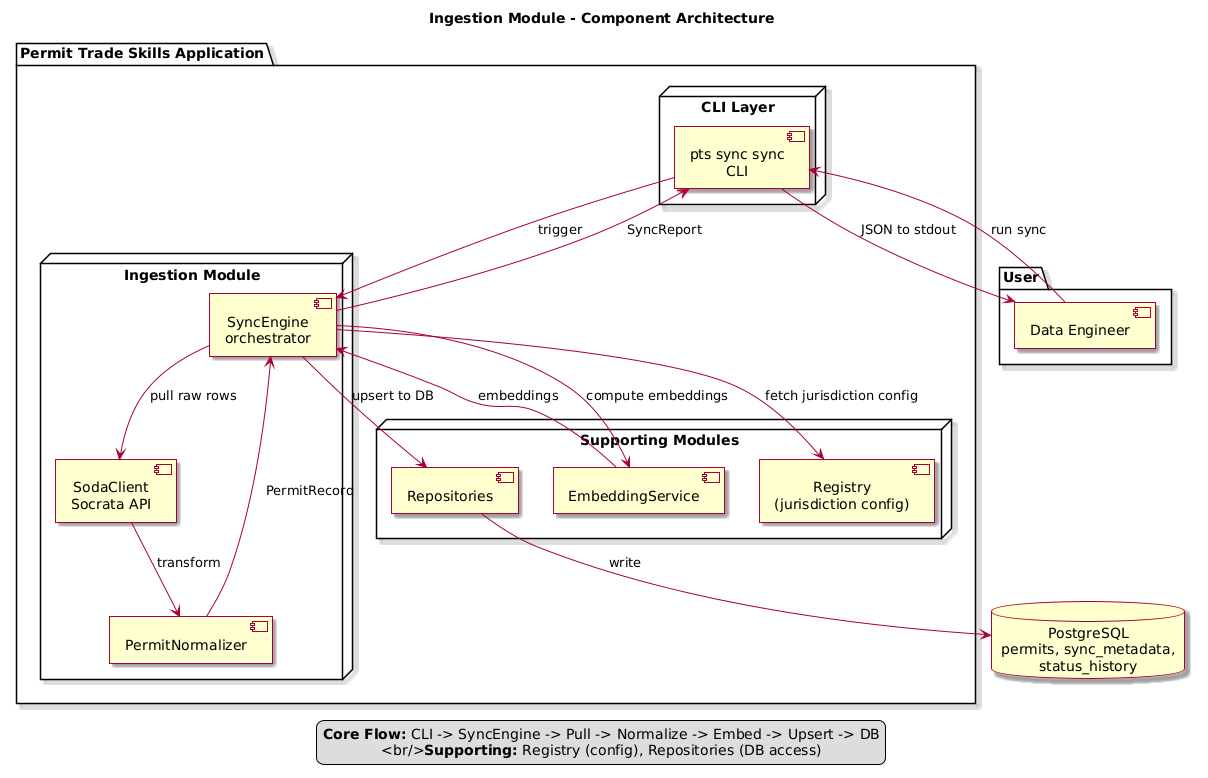 Ingestion Module - Component Architecture
Permit Trade Skills Application
CLI Layer
pts sync sync
CLI
trigger
SyncReport
JSON to stdout
run sync
User
Data Engineer
Ingestion Module
SyncEngine
orchestrator
pull raw rows
upsert to DB
embeddings
compute embeddings
fetch jurisdiction config
Supporting Modules
SodaClient
Socrata API
PermitRecord
Repositories
EmbeddingService
Registry
(jurisdiction config)
transform
write
PermitNormalizer
PostgreSQL
permits, sync_metadata,
status_history
Core Flow: CLI -> SyncEngine -> Pull -> Normalize -> Embed -> Upsert -> DB
<br/>Supporting: Registry (config), Repositories (DB access)